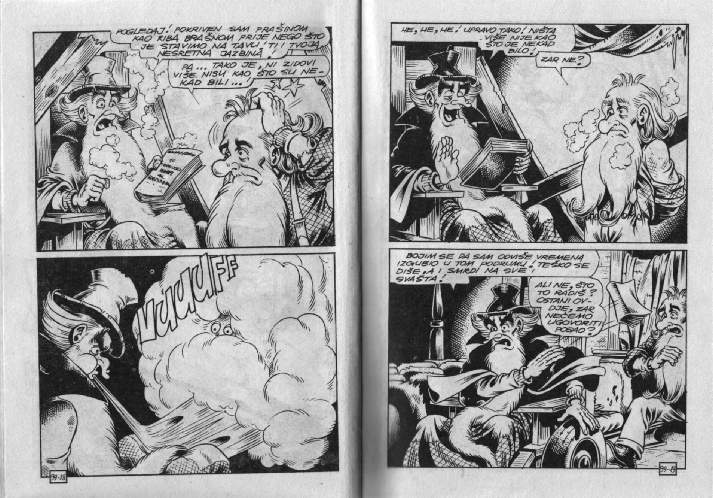 POGLEDAJ! POKRIVEN SAM PRAŠINOM
KAO RIBA BRAŠNOM PRIJE NEGO ŠTO
JE STAVIMO NA TAVU! TI I TVOJA
NESRETNA JAZBINA!
PA... TAKO JE, NI ZIDOVI
VIŠE NISU KAO ŠTO SU NE-
KAD BILI...!
VUUUFF
HE, HE, HE! UPRAVO TAKO! NIŠTA
VIŠE NIJE KAO
ŠTO JE NEKAD
BILO!
ZAR NE?
BOJIM SE DA SAM ODVIŠE VREMENA
IZGUBIO U TOM PODRUMU! TEŠKO SE
DIŠE, A I SMRDI NA SVE
SVAŠTA!
ALI NE, ŠTO
TO RADIŠ?
OSTANI OV-
DJE, ZAR
NEĆEMO
UGOVORITI
POSAO?